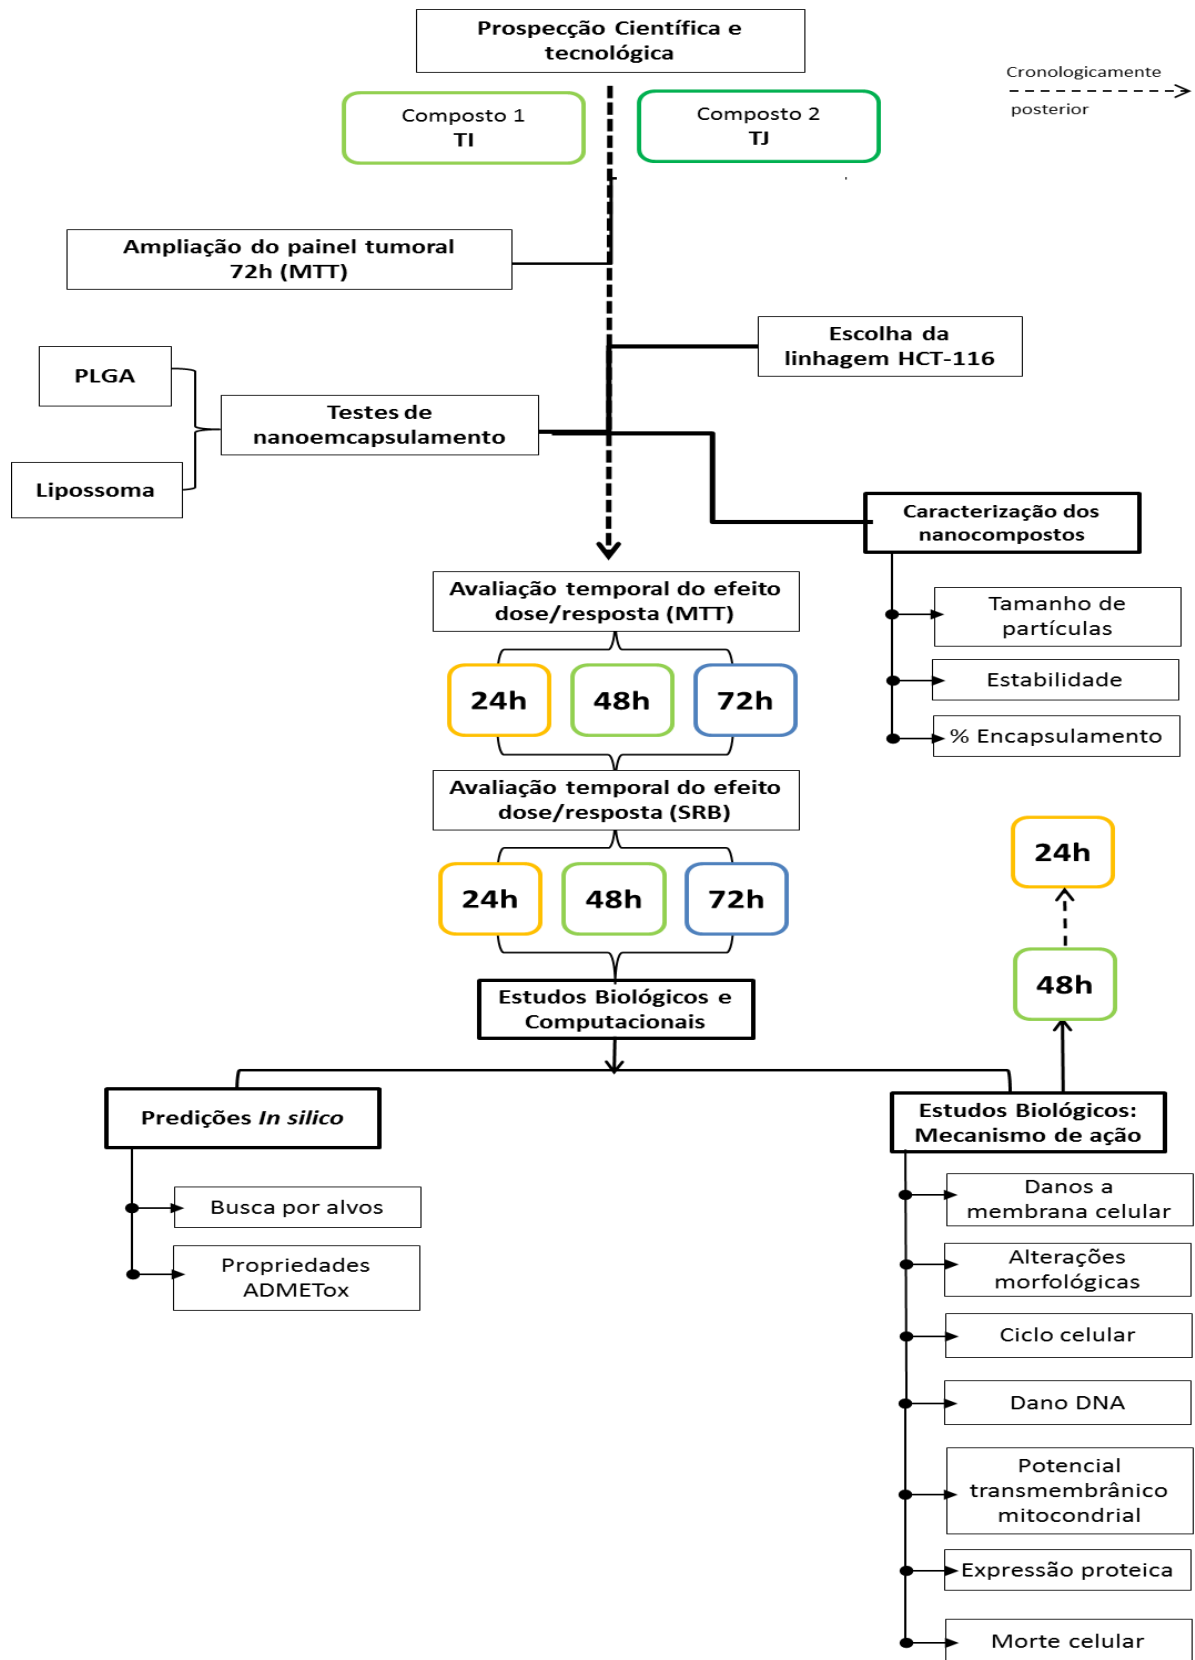 Prospecção Científica e
tecnológica
Cronologicamente
posterior
Composto 1
TI
Composto 2
TJ
Ampliação do painel tumoral
72h (MTT)
Escolha da
linhagem HCT-116
PLGA
Testes de
nanoemcapsulamento
Lipossoma
Caracterização dos
nanocompostos
Tamanho de
partículas
Estabilidade
% Encapsulamento
Avaliação temporal do efeito
dose/resposta (MTT)
24h
48h
72h
Avaliação temporal do efeito
dose/resposta (SRB)
24h
48h
72h
24h
48h
Estudos Biológicos e
Computacionais
Predições In silico
Busca por alvos
Propriedades
ADMETox
Estudos Biológicos:
Mecanismo de ação
Danos a
membrana celular
Alterações
morfológicas
Ciclo celular
Dano DNA
Potencial
transmembrânico
mitocondrial
Expressão proteica
Morte celular